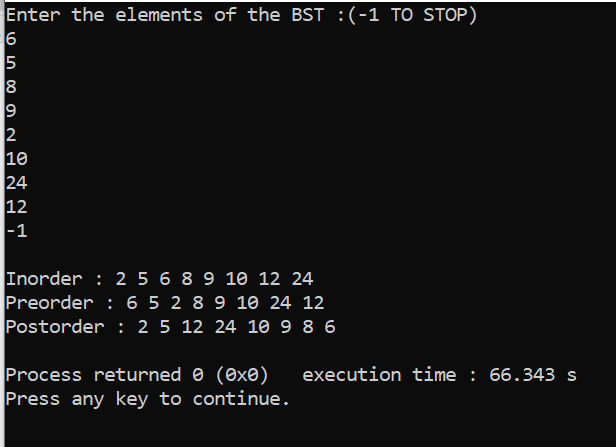 Enter the elements of the BST :(-1 TO STOP)
6
5
8
9
2
10
24
12
-1
Inorder : 2 5 6 8 9 10 12 24
Preorder : 6 5 2 8 9 10 24 12
Postorder : 2 5 12 24 10 9 8 6
Process returned 0 (0x0)   execution time : 66.343 s
Press any key to continue.